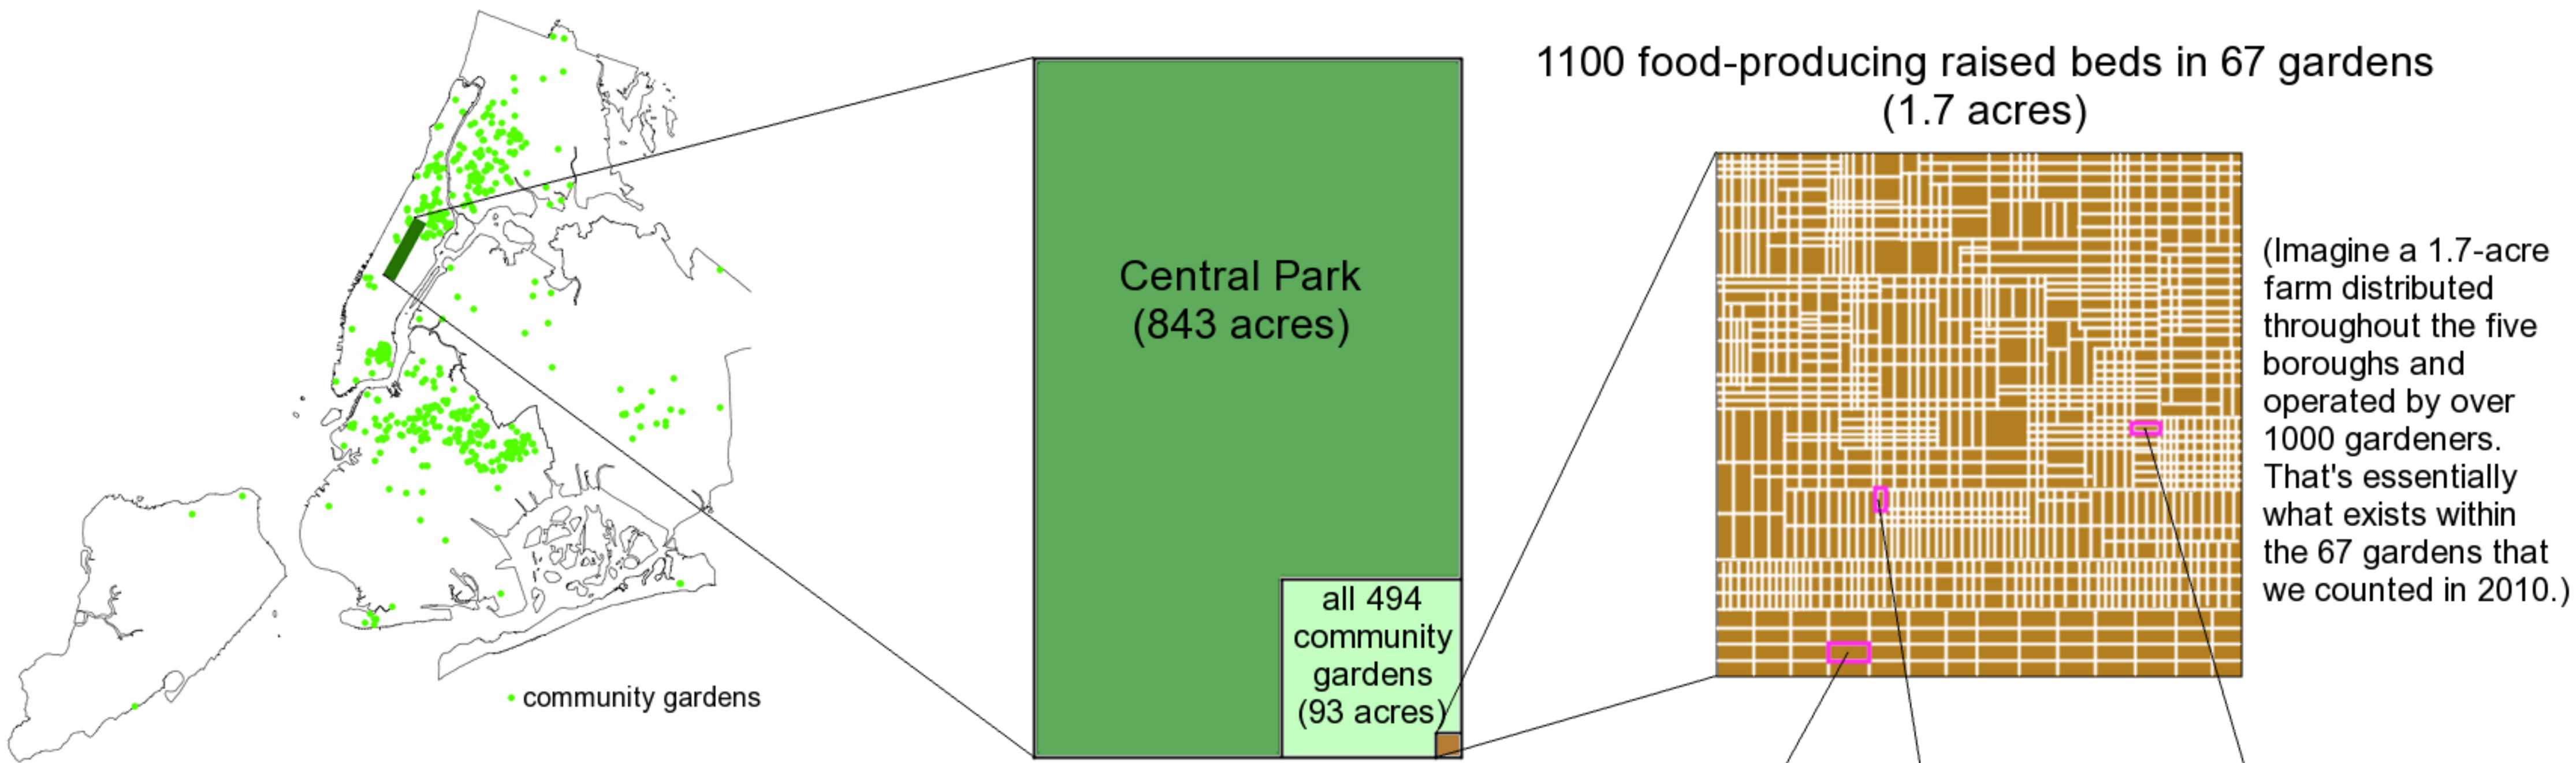 community gardens
Central Park
(843 acres)
all 494
community
gardens
(93 acres)
1100 food-producing raised beds in 67 gardens
(1.7 acres)
(Imagine a 1.7-acre
farm distributed
throughout the five
boroughs and
operated by over
1000 gardeners.
That's essentially
what exists within
the 67 gardens that
we counted in 2010.)